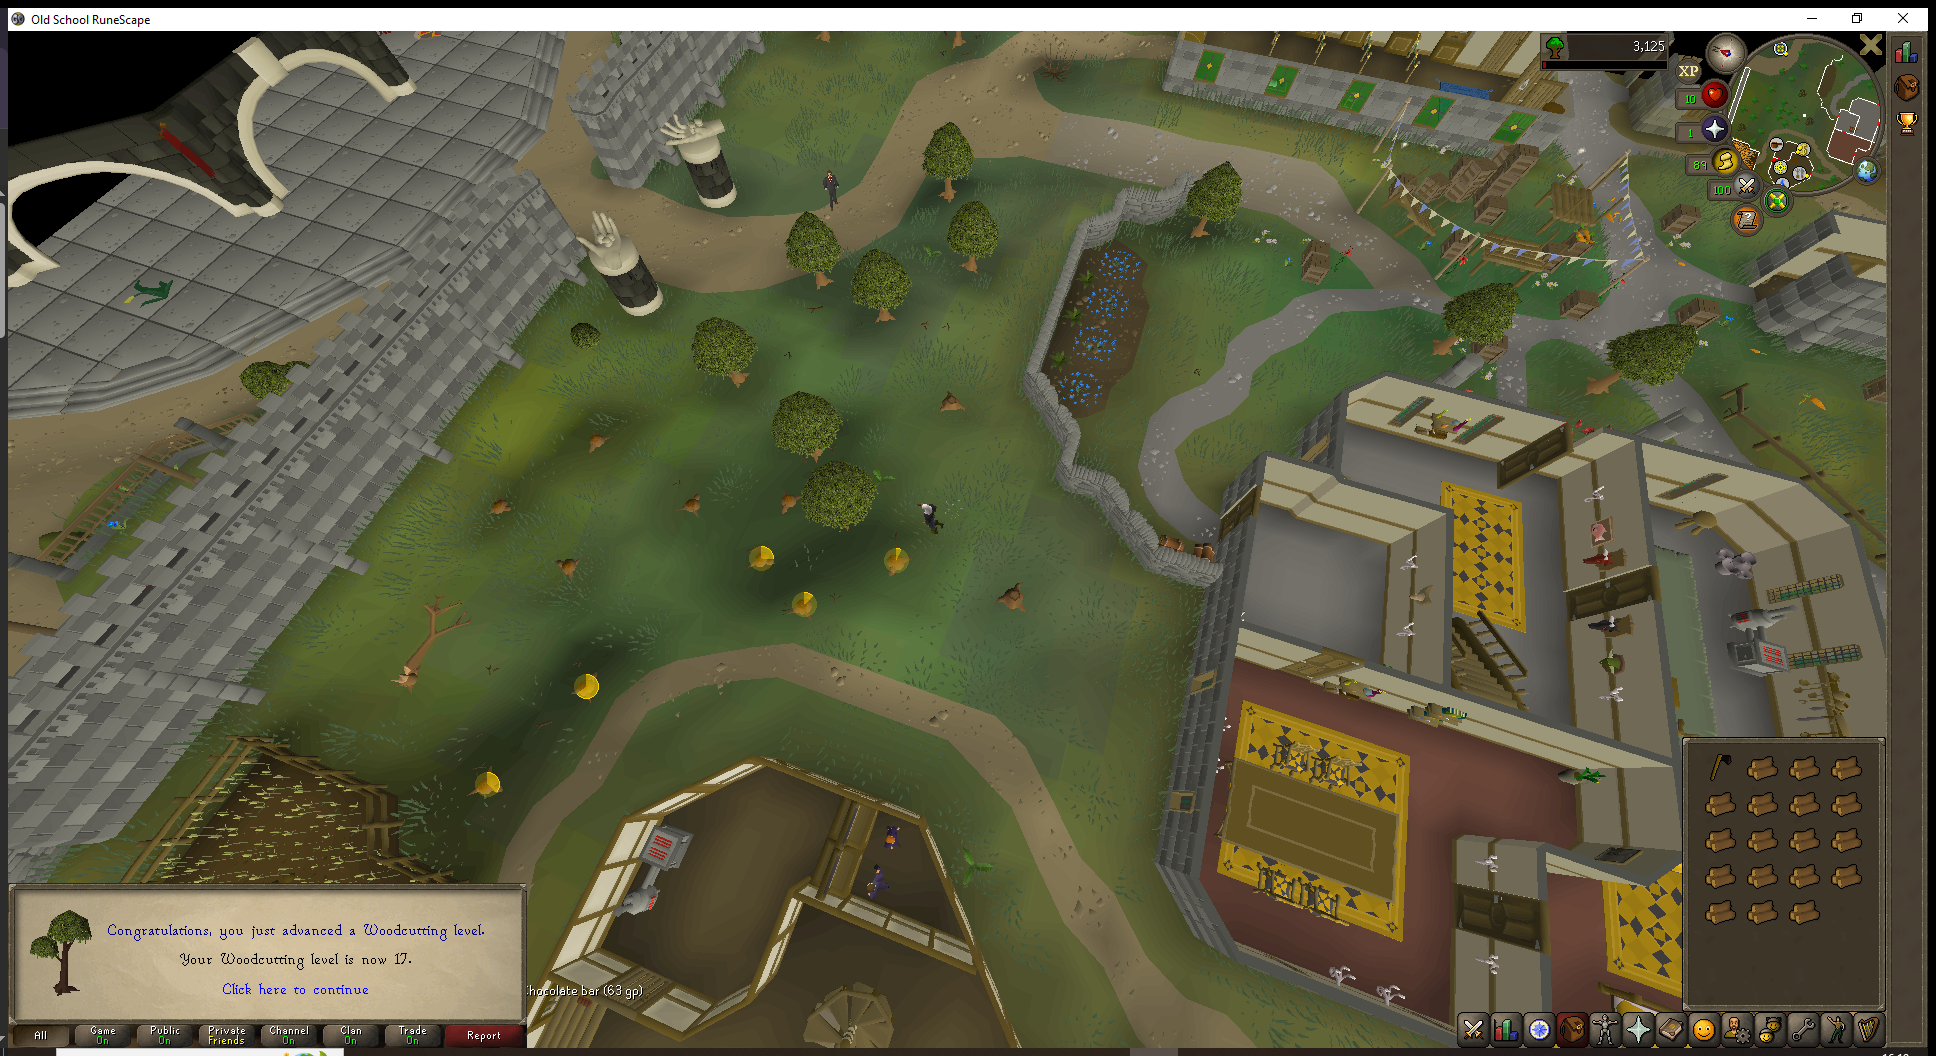 Old School RuneScape
3,125
XP
10
1
89
100
Congratulations, you just advanced a Woodcutting level.
Your Woodcutting level is now 17.
Click here to continue
Chocolate bar (63 gp)
All
Game
On
Public
On
Private
Friends
Channel
On
Clan
On
Trade
On
Report